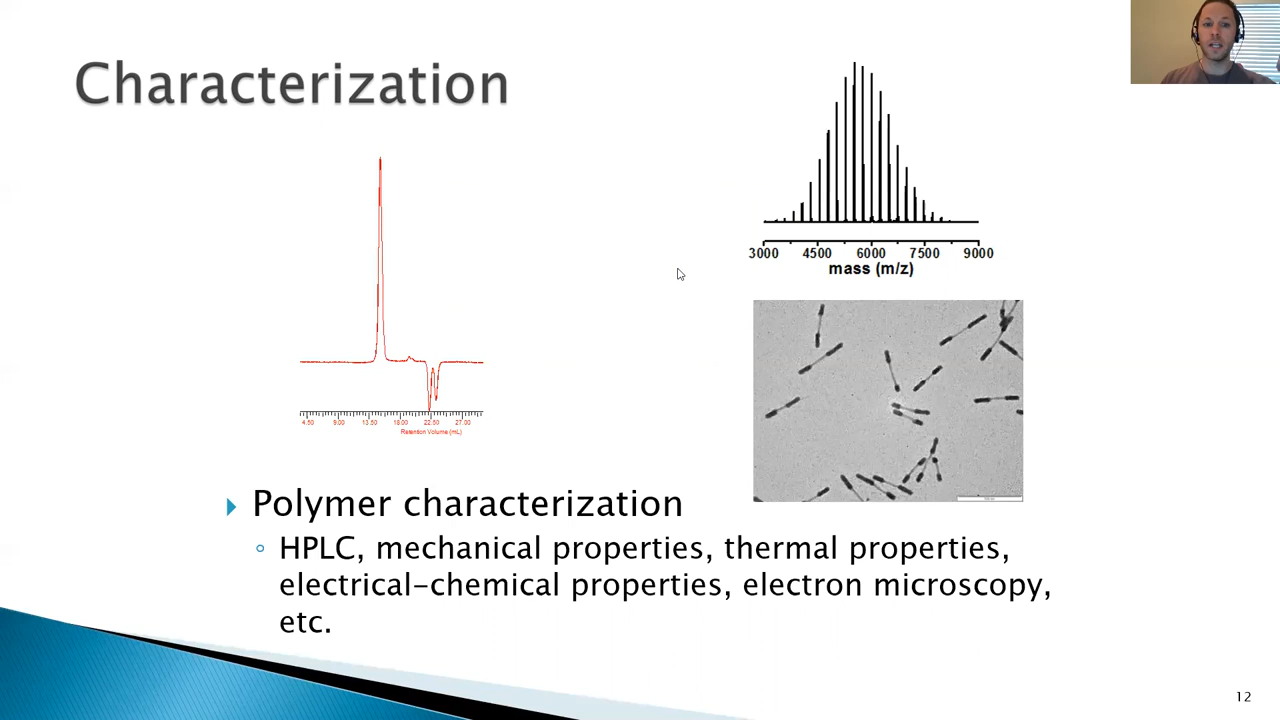 Characterization
3000 4500 6000 7500 9000
mass (m/z)
4.50 9.00 13.50 18.00 22.50 27.00
Retention Volume (mL)
Polymer characterization
HPLC, mechanical properties, thermal properties,
electrical-chemical properties, electron microscopy,
etc.
12